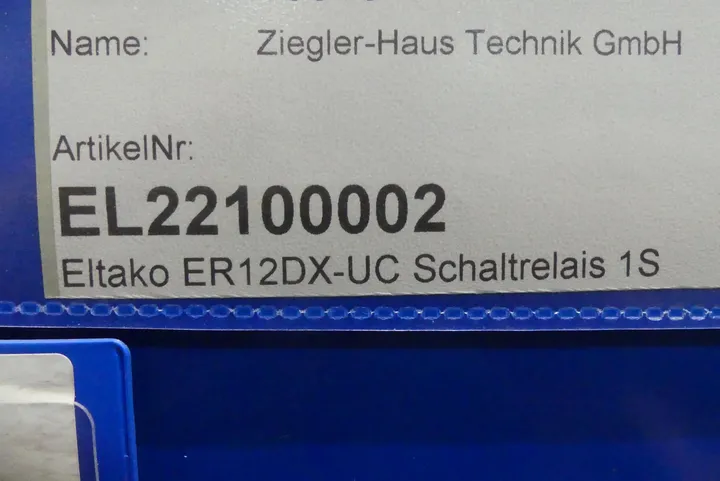 Name: Ziegler-Haus Technik GmbH
ArtikelNr:
EL22100002
Eltako ER12DX-UC Schaltrelais 1S